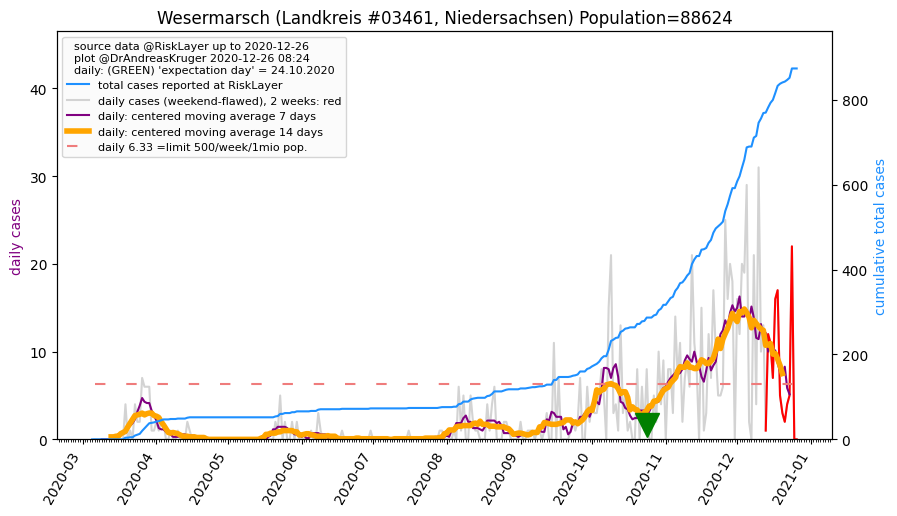 Wesermarsch (Landkreis #03461, Niedersachsen) Population=88624
source data @RiskLayer up to 2020-12-26
plot @DrAndreasKruger 2020-12-26 08:24
daily: (GREEN) 'expectation day' = 24.10.2020
total cases reported at RiskLayer
daily cases (weekend-flawed), 2 weeks: red
daily: centered moving average 7 days
daily: centered moving average 14 days
daily 6.33 =limit 500/week/1mio pop.
daily cases
40
30
20
10
0
cumulative total cases
800
600
400
200
0
2020-03
2020-04
2020-05
2020-06
2020-07
2020-08
2020-09
2020-10
2020-11
2020-12
2021-01